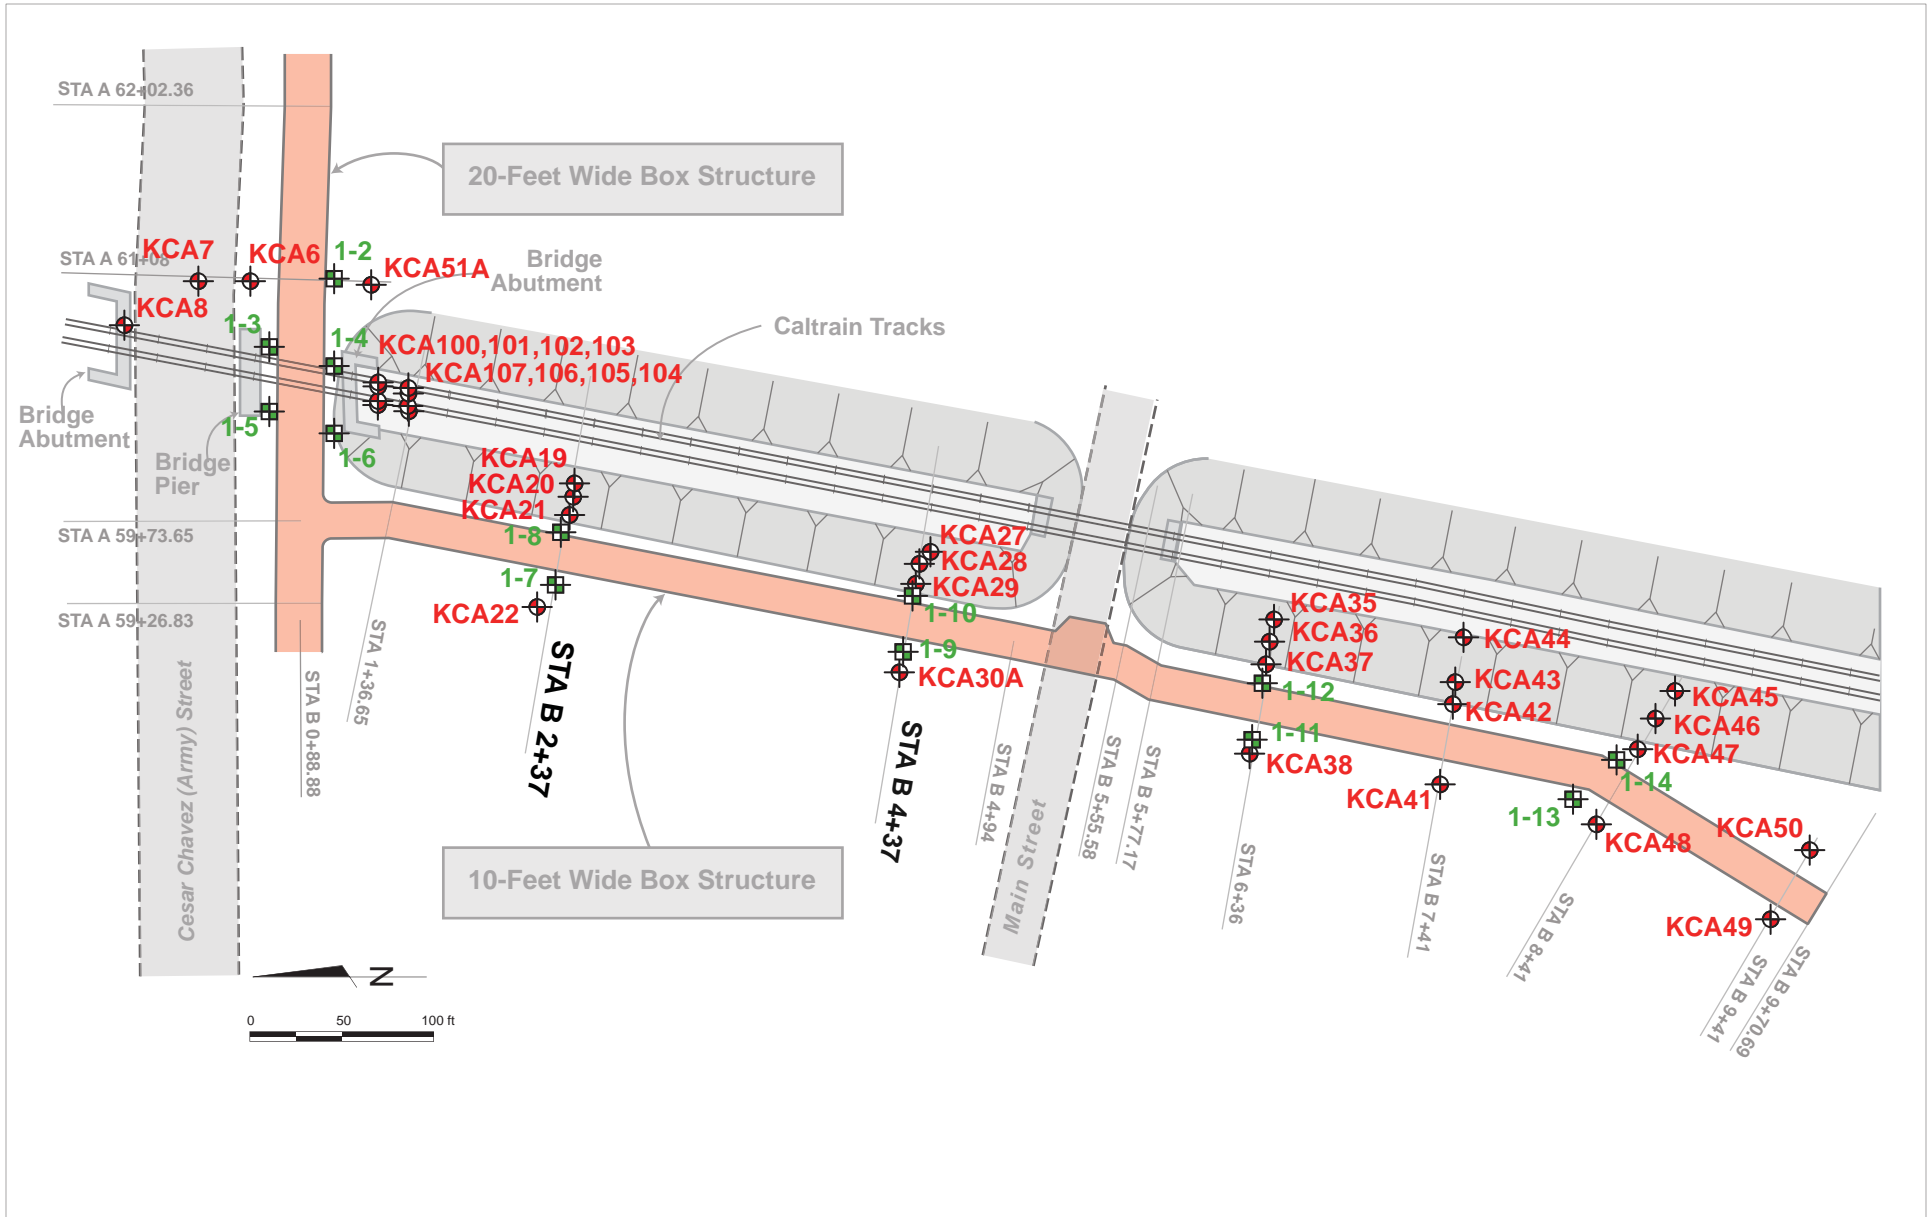 STA A 62+02.36
20-Feet Wide Box Structure
STA A 61+08
KCA7
KCA6
1-2
KCA51A
Bridge
Abutment
KCA8
1-3
1-4
Caltrain Tracks
KCA100,101,102,103
KCA107,106,105,104
Bridge
Abutment
1-5
1-6
Bridge
Pier
KCA19
KCA20
KCA21
1-8
STA A 59+73.65
1-7
KCA22
STA A 59+26.83
KCA27
KCA28
KCA29
1-10
1-9
KCA30A
KCA35
KCA36
KCA37
1-12
1-11
KCA38
KCA44
KCA43
KCA42
KCA41
KCA45
KCA46
KCA47
1-14
1-13
KCA48
KCA50
KCA49
Cesar Chavez (Army) Street
STA B 0+88.88
STA 1+36.65
STA B 2+37
STA B 4+37
STA B 4+94
Main Street
STA B 5+55.58
STA B 5+77.17
STA 6+36
STA B 7+41
STA B 8+41
STA B 9+41
STA B 9+70.69
10-Feet Wide Box Structure
N
0 50 100 ft